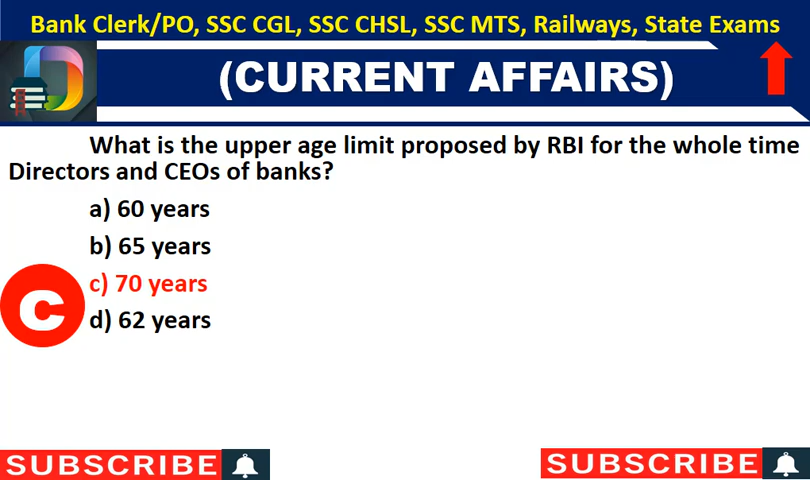 Bank Clerk/PO, SSC CGL, SSC CHSL, SSC MTS, Railways, State Exams
(CURRENT AFFAIRS)
What is the upper age limit proposed by RBI for the whole time
Directors and CEOs of banks?
a) 60 years
b) 65 years
c) 70 years
C
d) 62 years
SUBSCRIBE
SUBSCRIBE